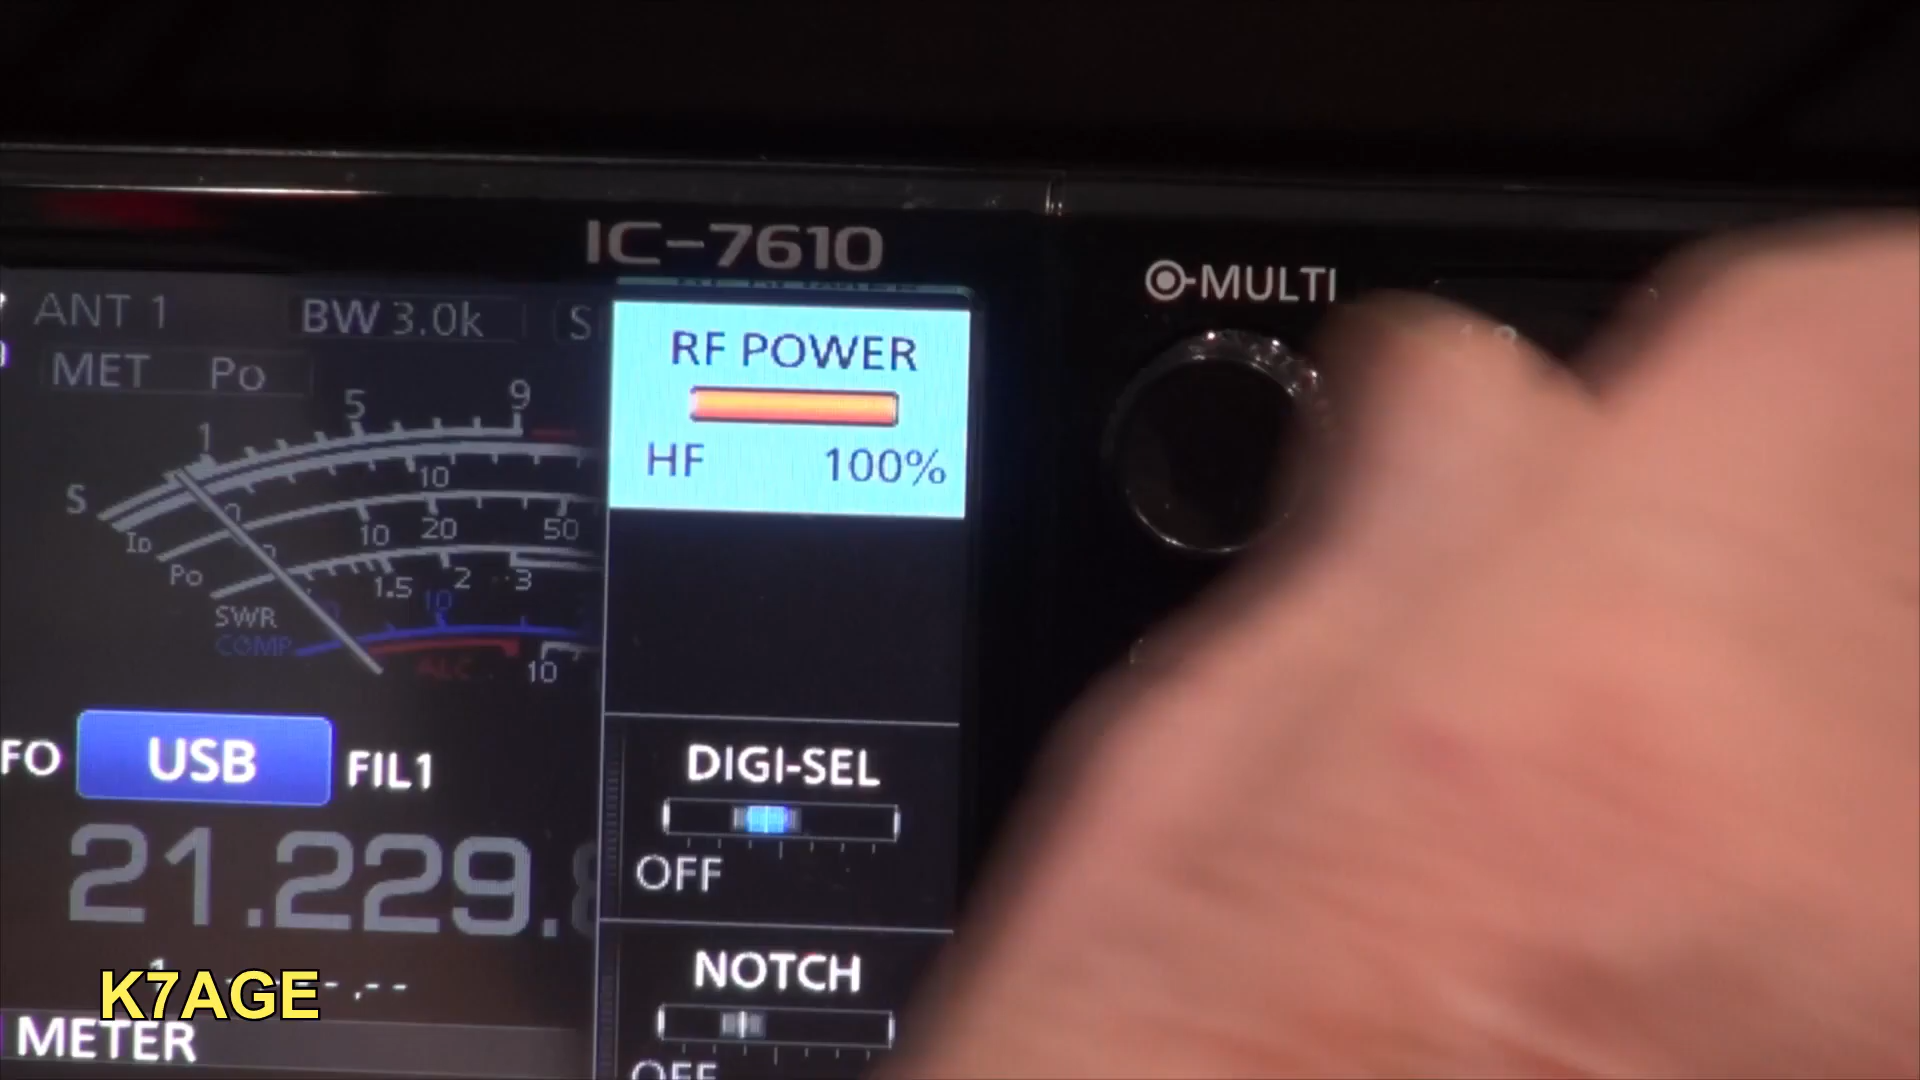 IC-7610
MULTI
ANT 1
BW 3.0k
S
MET Po
RF POWER
HF 100%
1 5 9
S
10
ID
10 20 50
Po
1.5 2 3
SWR
10
COMP
ALC
10
FO USB FIL1
DIGI-SEL
OFF
21.229.
NOTCH
OFF
K7AGE
METER